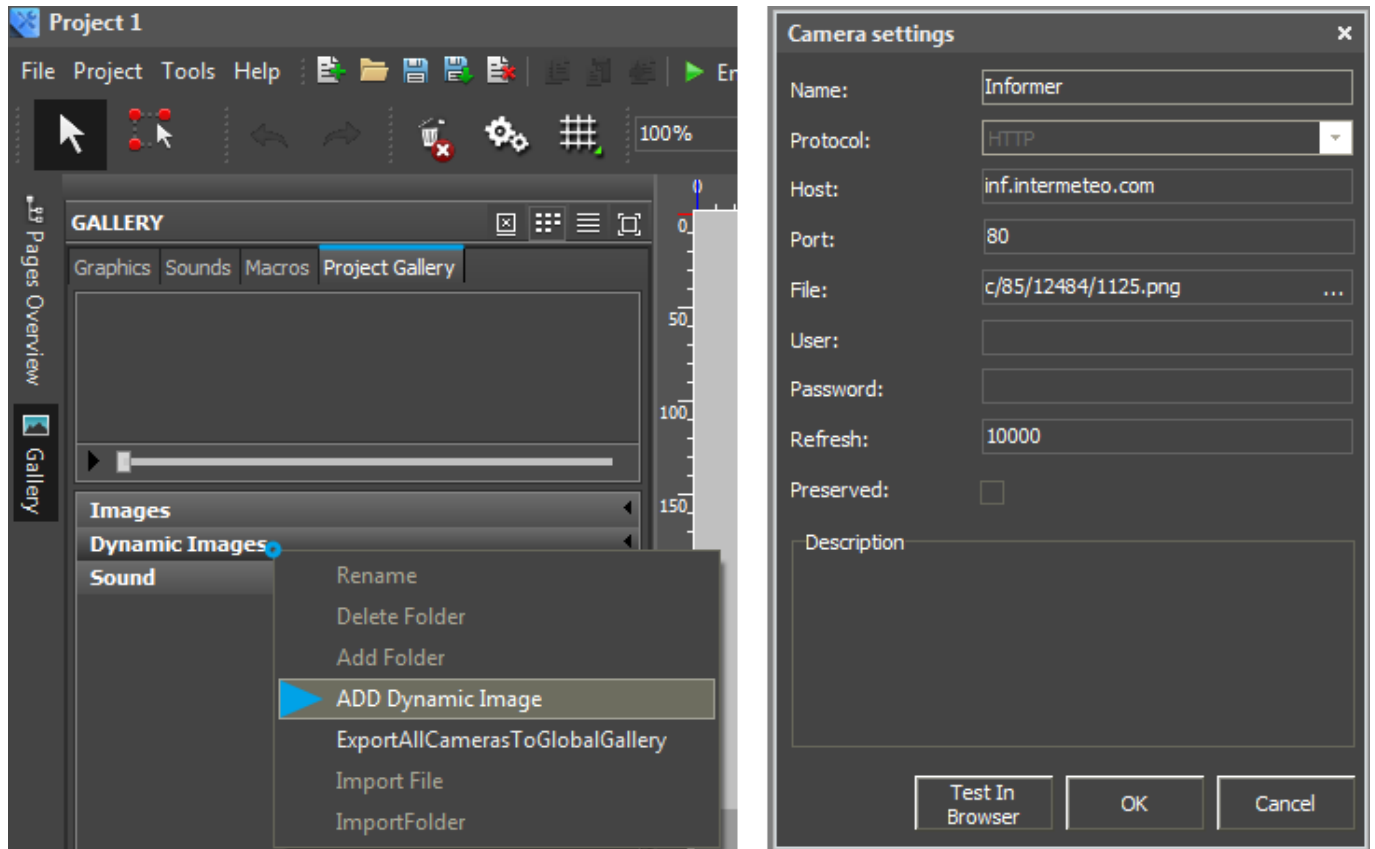 Project 1
File Project Tools Help
En
100%
Pages Overview
Gallery
GALLERY
Graphics Sounds Macros Project Gallery
0
0
50
100
150
Images
Dynamic Images
Sound
Rename
Delete Folder
Add Folder
ADD Dynamic Image
ExportAllCamerasToGlobalGallery
Import File
ImportFolder
Camera settings
Name: Informer
Protocol: HTTP
Host: inf.intermeteo.com
Port: 80
File: c/85/12484/1125.png ...
User:
Password:
Refresh: 10000
Preserved:
Description
Test In
Browser
OK
Cancel